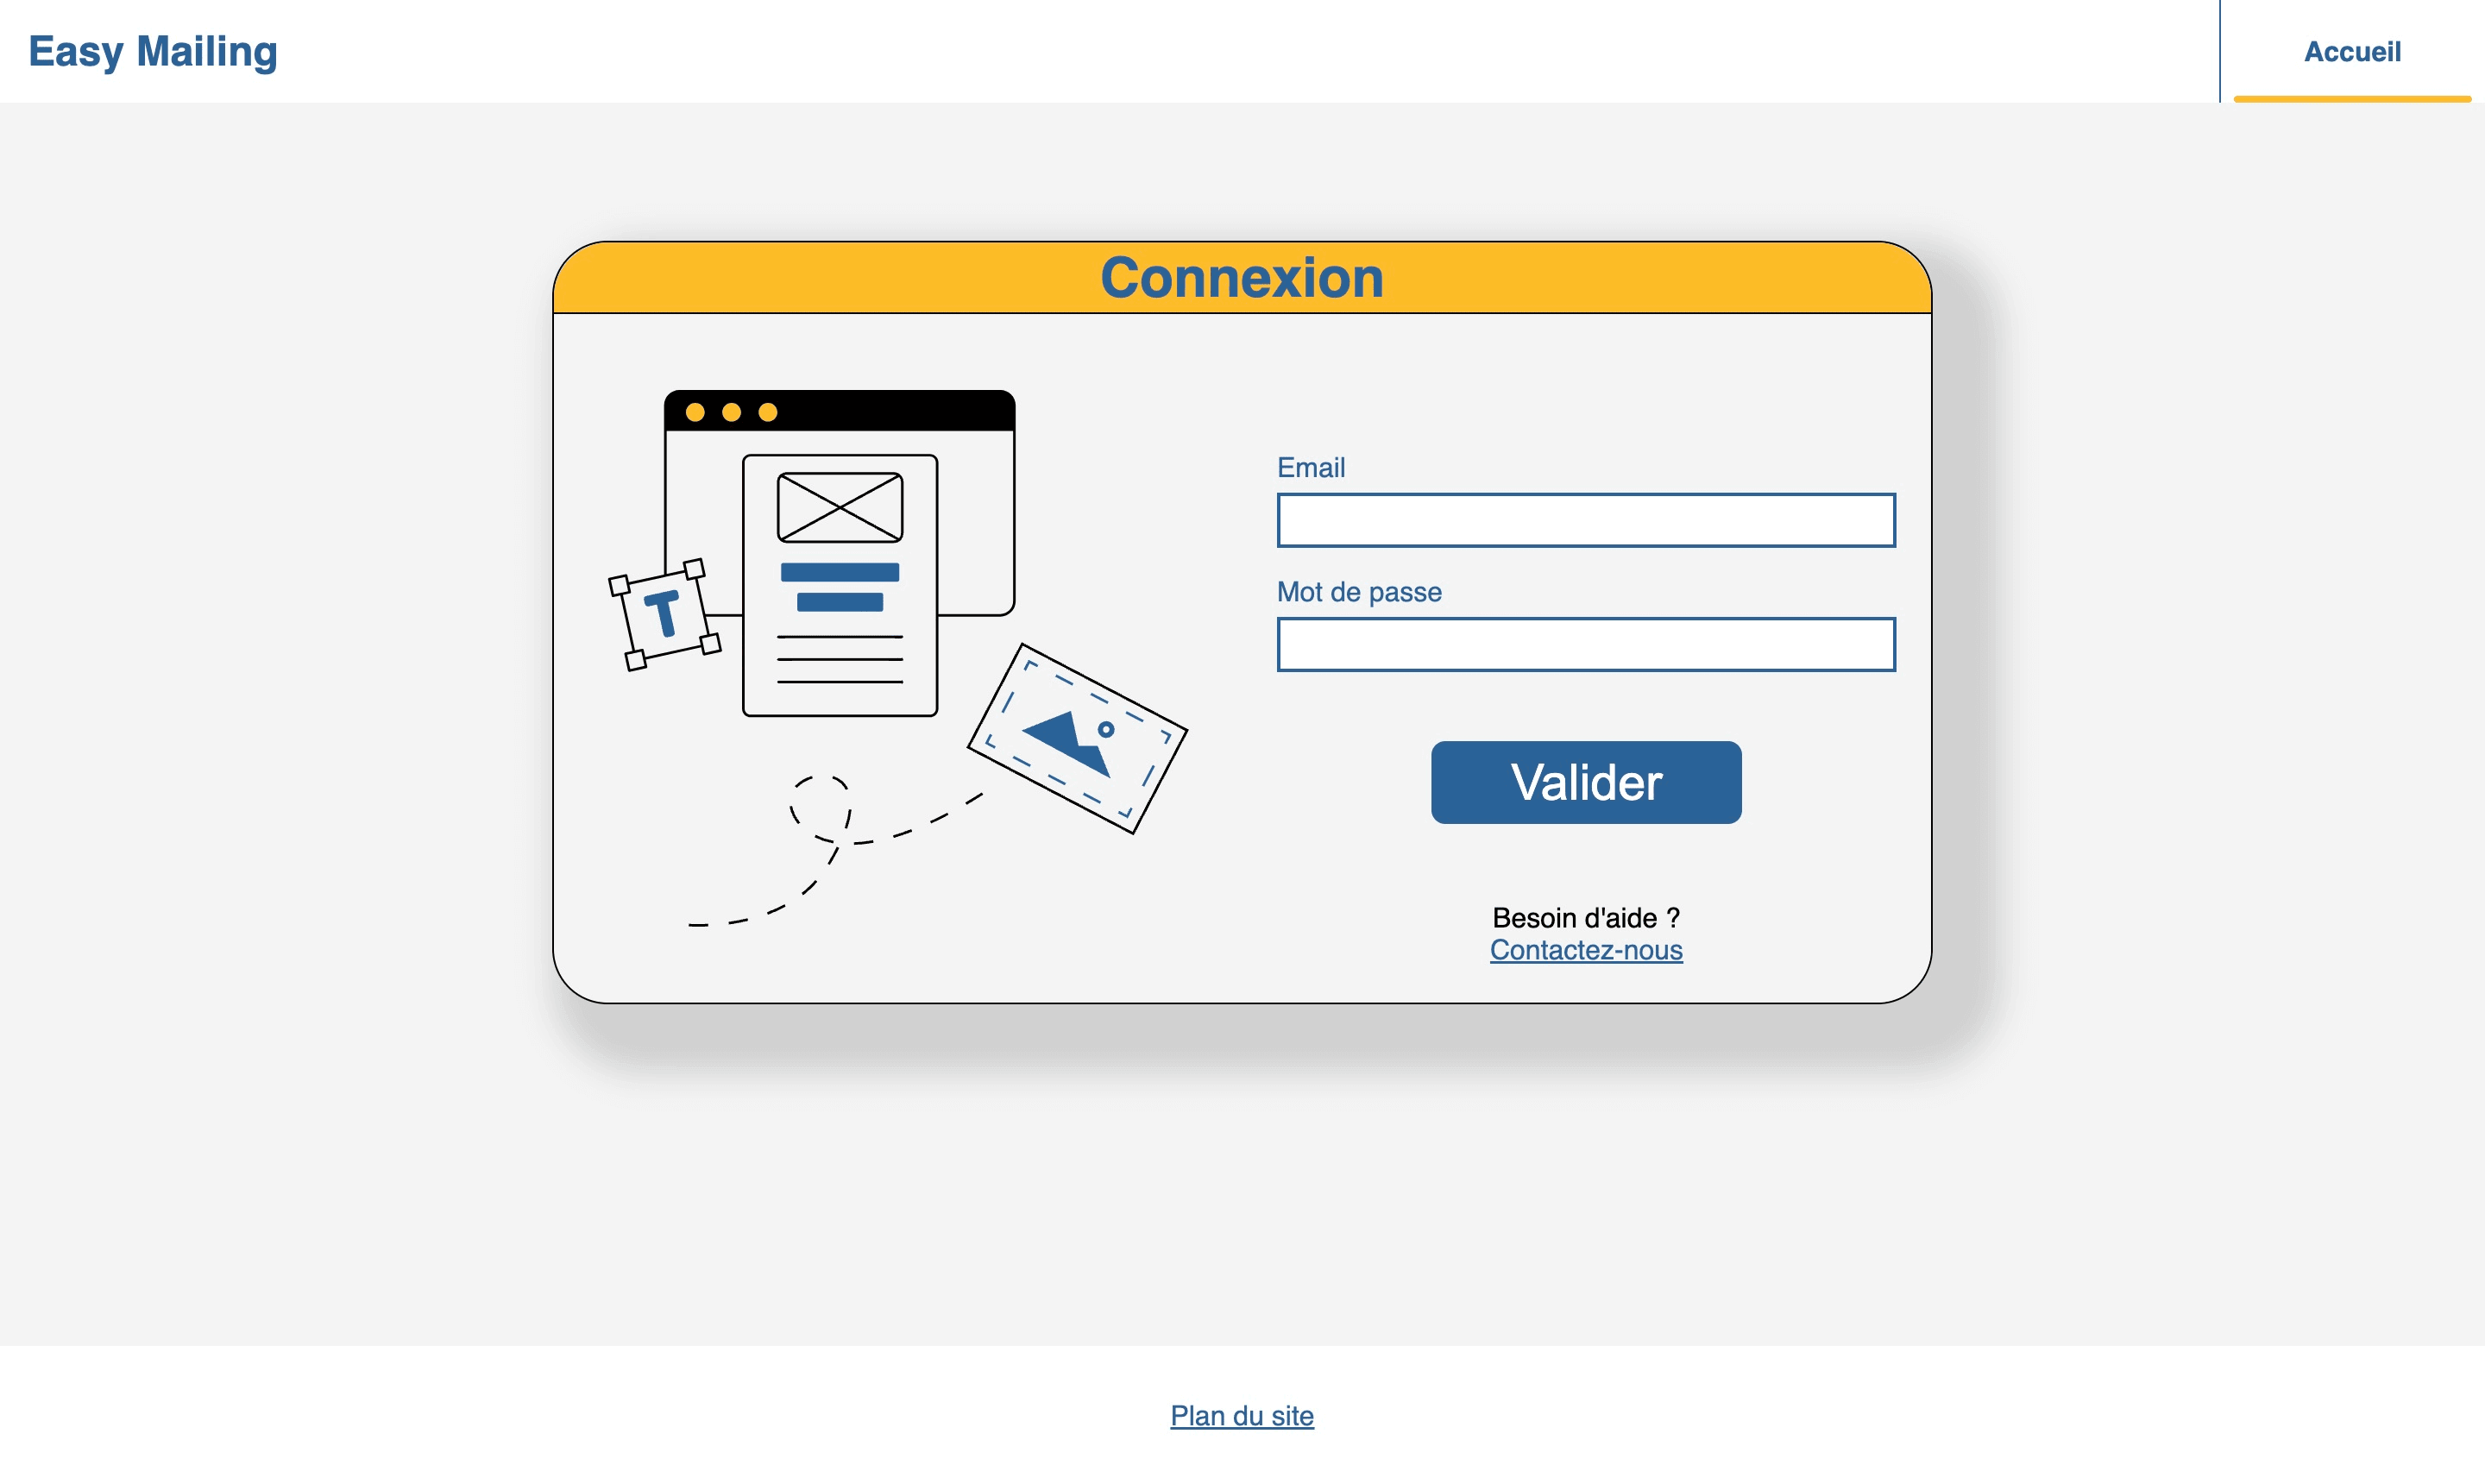 Easy Mailing
Accueil
Connexion
Email
T
Mot de passe
Valider
Besoin d'aide ?
Contactez-nous
Plan du site